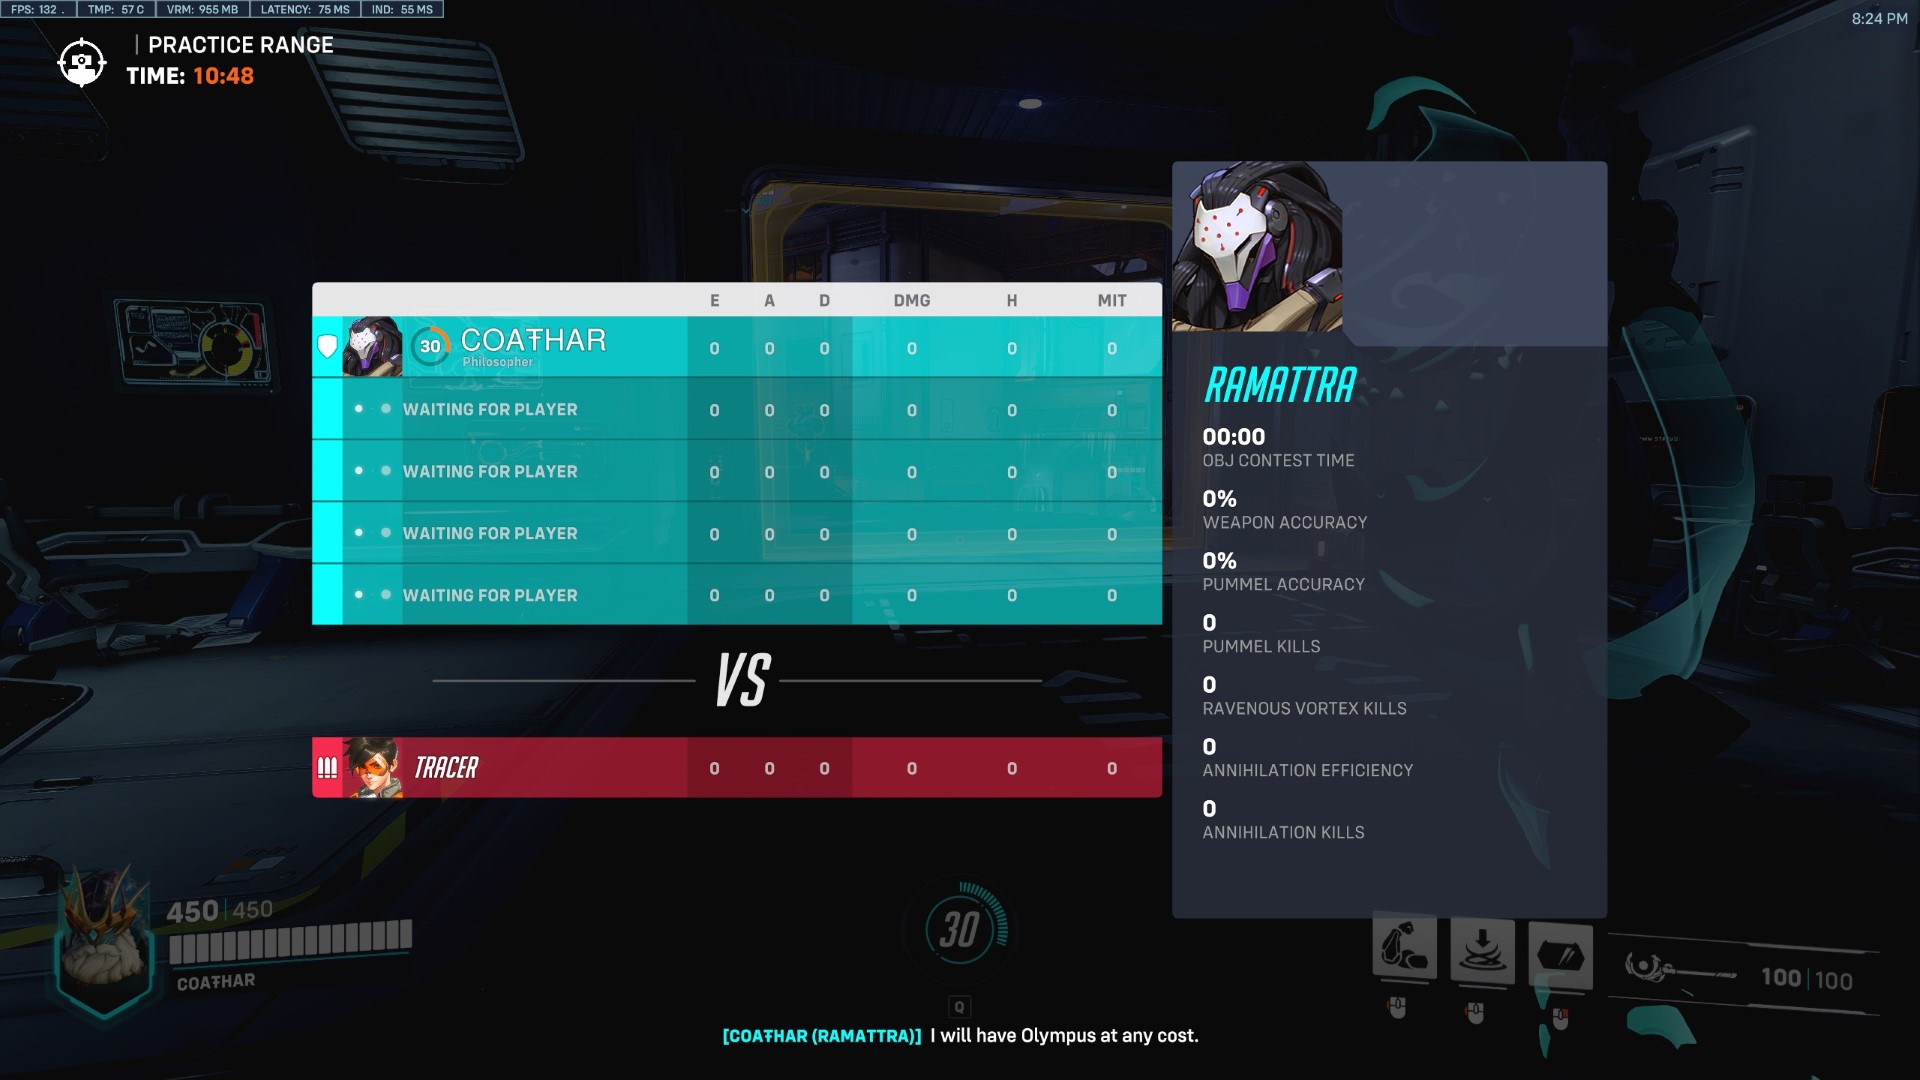 FPS: 132 . TMP: 57 C VRM: 955 MB LATENCY: 75 MS IND: 55 MS
8:24 PM
| PRACTICE RANGE
TIME: 10:48
E A D DMG H MIT
30 COAŦHAR 0 0 0 0 0 0
Philosopher
WAITING FOR PLAYER 0 0 0 0 0 0
WAITING FOR PLAYER 0 0 0 0 0 0
WAITING FOR PLAYER 0 0 0 0 0 0
WAITING FOR PLAYER 0 0 0 0 0 0
VS
TRACER 0 0 0 0 0 0
RAMATTRA
00:00
OBJ CONTEST TIME
0%
WEAPON ACCURACY
0%
PUMMEL ACCURACY
0
PUMMEL KILLS
0
RAVENOUS VORTEX KILLS
0
ANNIHILATION EFFICIENCY
0
ANNIHILATION KILLS
450 | 450
COAŦHAR
30
Q
100 | 100
[COAŦHAR (RAMATTRA)] I will have Olympus at any cost.